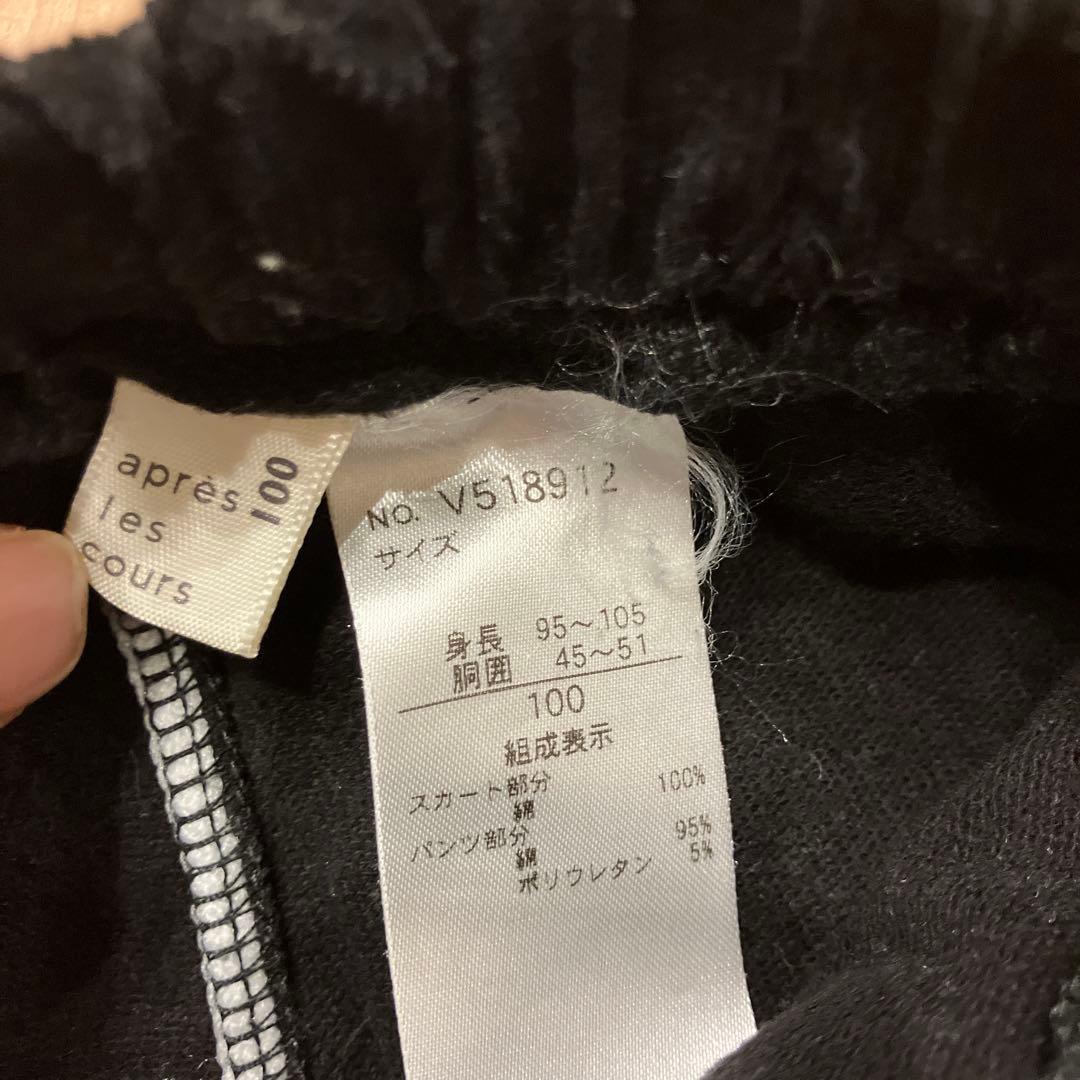 après
les
cours
100
No. V518912
サイズ
身長 95〜105
胴囲 45〜51
100
組成表示
スカート部分
綿 100%
パンツ部分
綿 95%
ポリウレタン 5%